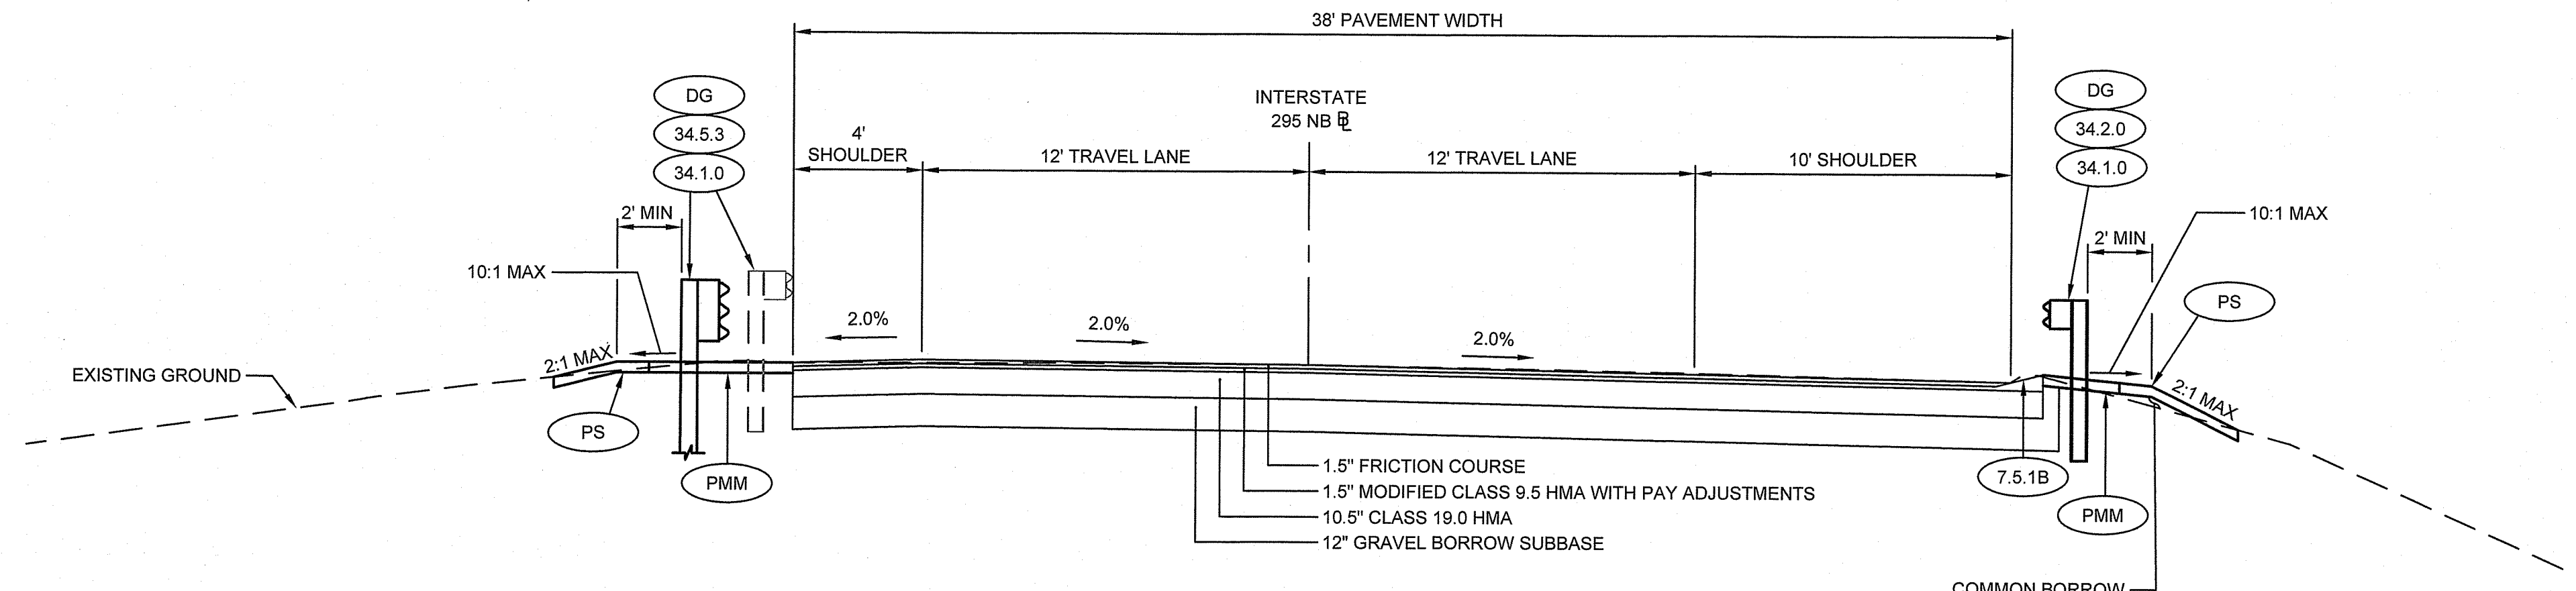 38' PAVEMENT WIDTH
DG
34.5.3
34.1.0
INTERSTATE
295 NB
DG
34.2.0
34.1.0
4'
SHOULDER
12' TRAVEL LANE
12' TRAVEL LANE
10' SHOULDER
2' MIN
10:1 MAX
10:1 MAX
2' MIN
PS
2.0%
2.0%
2.0%
2:1 MAX
EXISTING GROUND
2:1 MAX
PS
PMM
1.5" FRICTION COURSE
1.5" MODIFIED CLASS 9.5 HMA WITH PAY ADJUSTMENTS
10.5" CLASS 19.0 HMA
12" GRAVEL BORROW SUBBASE
7.5.1B
PMM
COMMON BORROW